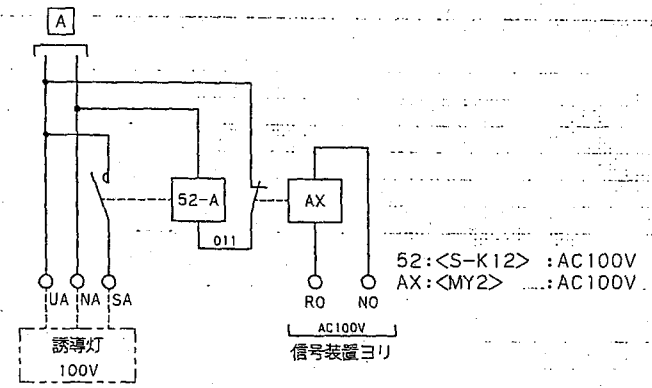 A
52-A
AX
011
52:<S-K12> :AC100V
AX:<MY2> :AC100V
UA NA SA
RO NO
AC100V
誘導灯
100V
信号装置ヨリ